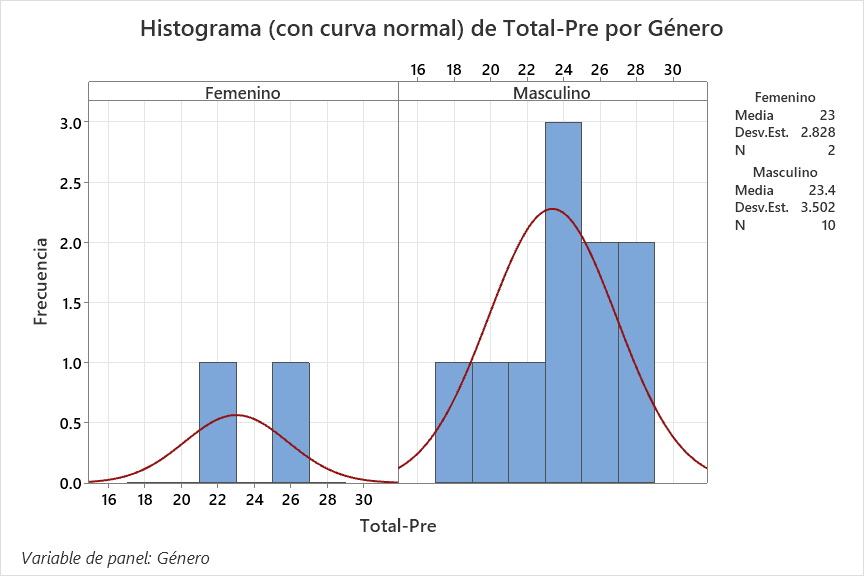 Histograma (con curva normal) de Total-Pre por Género
16 18 20 22 24 26 28 30
Femenino Masculino
3.0
2.5
2.0
1.5
1.0
0.5
0.0
Frecuencia
16 18 20 22 24 26 28 30
Total-Pre
Femenino
Media 23
Desv.Est. 2.828
N 2
Masculino
Media 23.4
Desv.Est. 3.502
N 10
Variable de panel: Género